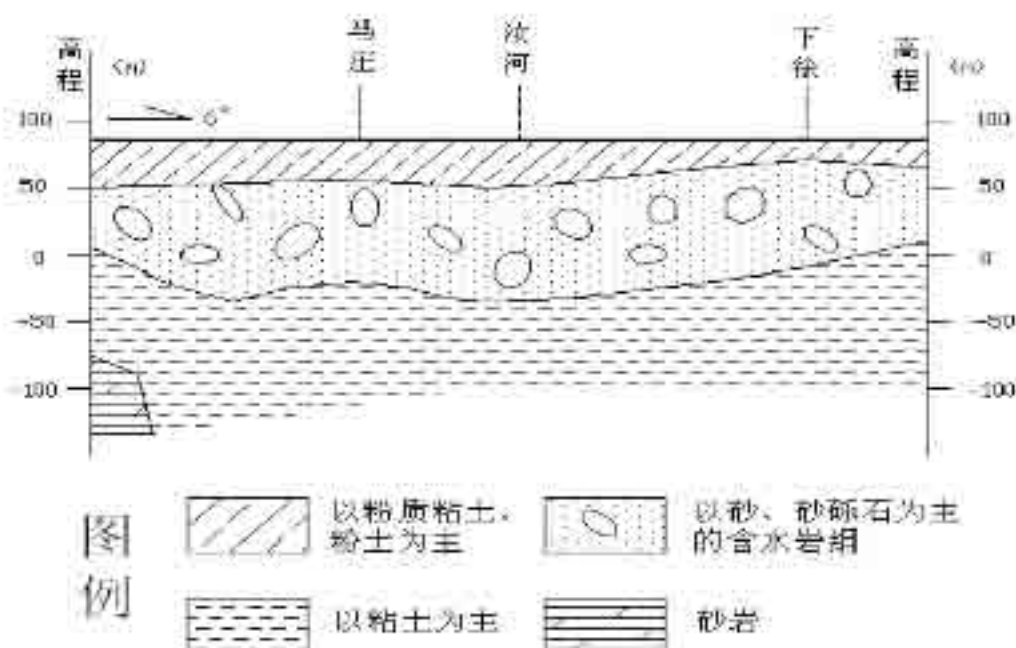 马庄
汝河
下徐
高程
(m)
高程
(m)
100
100
50
50
0
0
-50
-50
-100
-100
图例
以粉质粘土、
粉土为主
以砂、砂砾石为主
的含水岩组
以粘土为主
砂岩